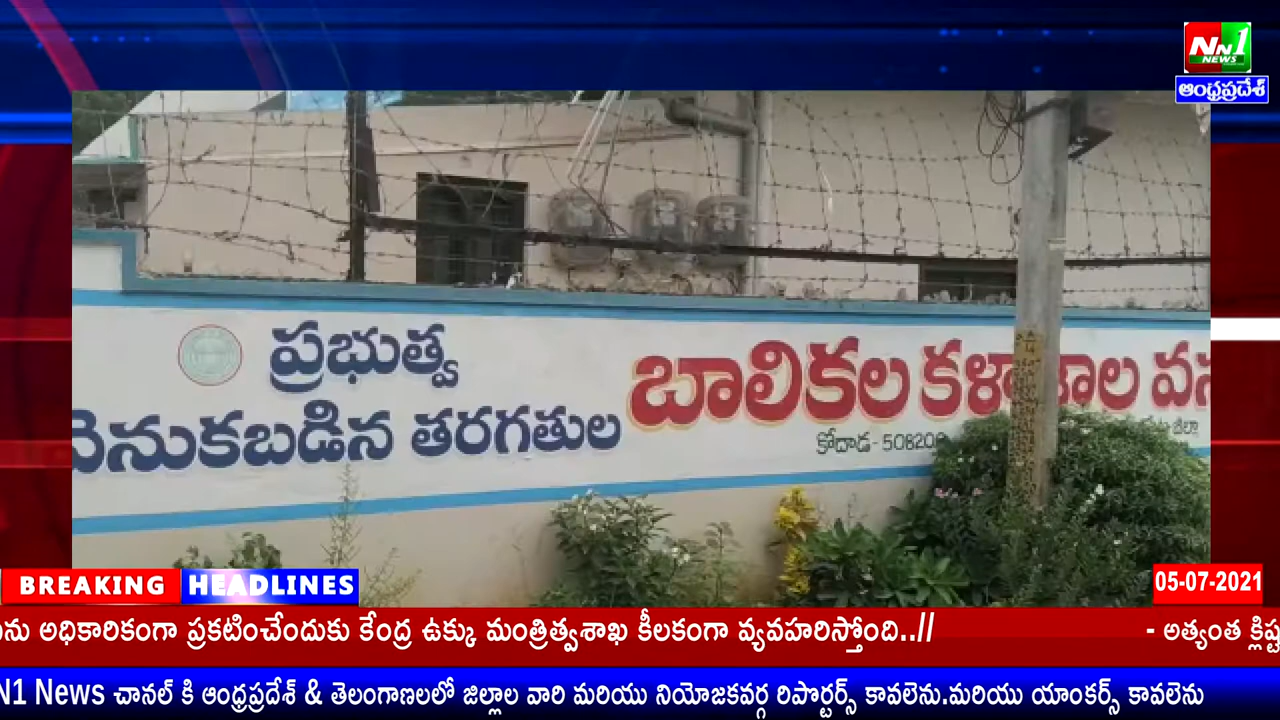 NN1
NEWS
ఆంధ్రప్రదేశ్
ప్రభుత్వ
వెనుకబడిన తరగతుల
బాలికల
కోదాడ - 50820
జిల్లా
BREAKING HEADLINES
05-07-2021
ను అధికారికంగా ప్రకటించేందుకు కేంద్ర ఉక్కు మంత్రిత్వశాఖ కీలకంగా వ్యవహరిస్తోంది..// - అత్యంత క్లిష్ట
N1 News చానల్ కి ఆంధ్రప్రదేశ్ & తెలంగాణలలో జిల్లాల వారి మరియు నియోజకవర్గ రిపోర్టర్స్ కావలెను.మరియు యాంకర్స్ కావలెను